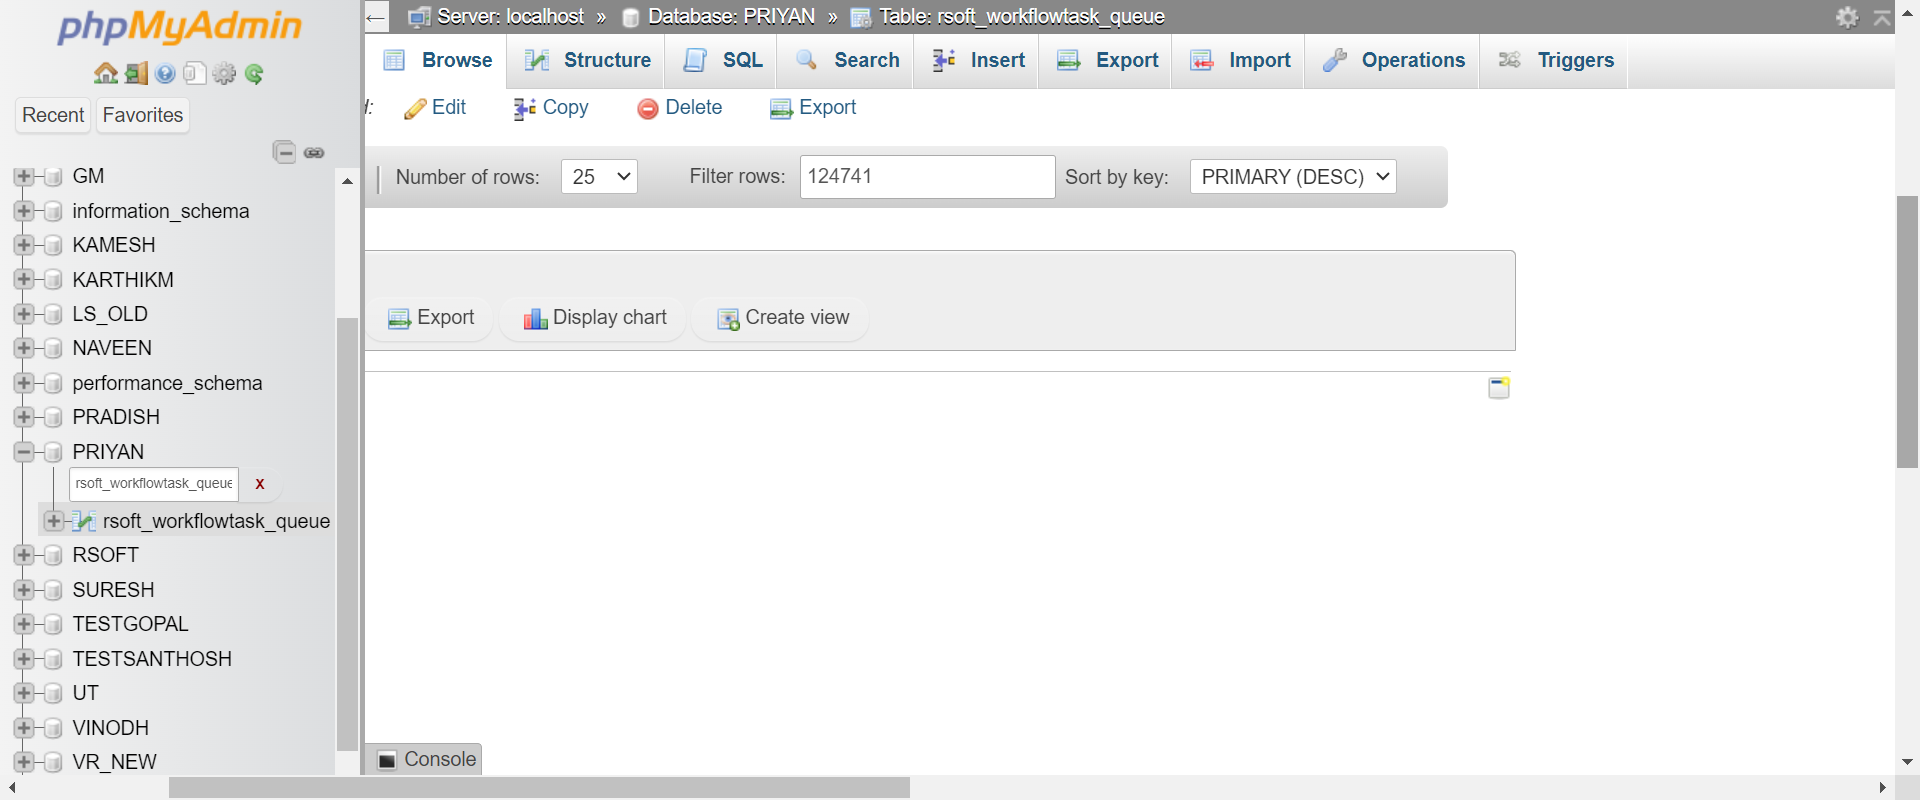 phpMyAdmin
Recent Favorites
GM
information_schema
KAMESH
KARTHIKM
LS_OLD
NAVEEN
performance_schema
PRADISH
PRIYAN
rsoft_workflowtask_queue x
rsoft_workflowtask_queue
RSOFT
SURESH
TESTGOPAL
TESTSANTHOSH
UT
VINODH
VR_NEW
← Server: localhost » Database: PRIYAN » Table: rsoft_workflowtask_queue
Browse Structure SQL Search Insert Export Import Operations Triggers
Edit Copy Delete Export
Number of rows: 25 Filter rows: 124741 Sort by key: PRIMARY (DESC)
Export Display chart Create view
Console